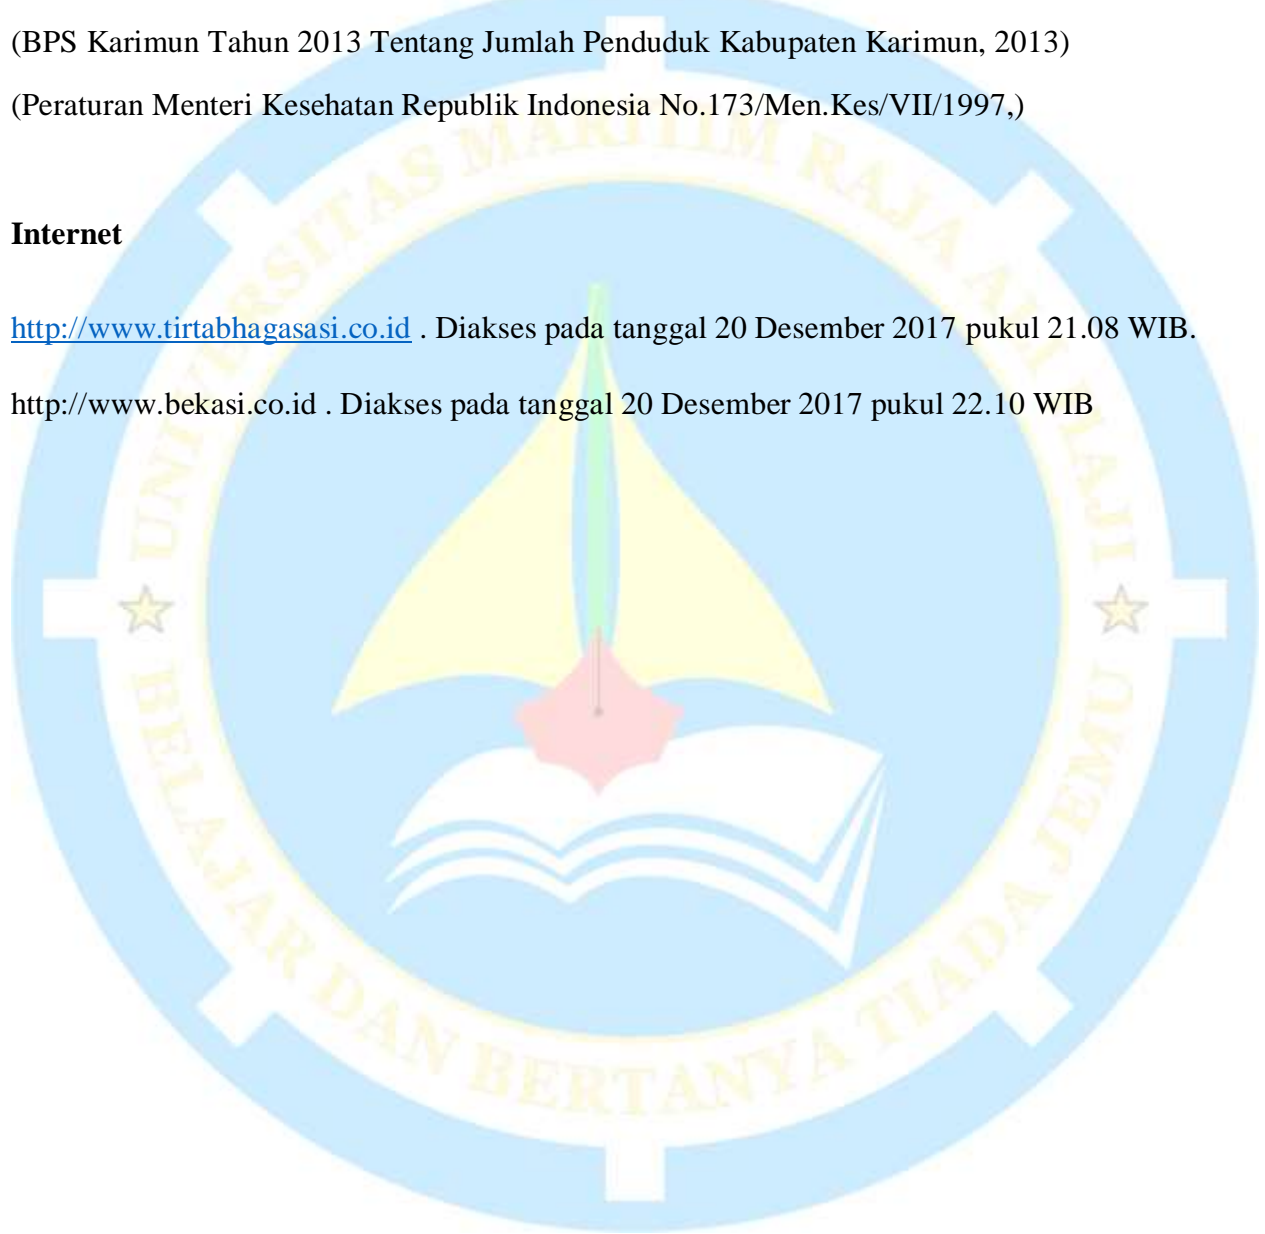 (BPS Karimun Tahun 2013 Tentang Jumlah Penduduk Kabupaten Karimun, 2013)
(Peraturan Menteri Kesehatan Republik Indonesia No.173/Men.Kes/VII/1997,)
Internet
http://www.tirtabhagasasi.co.id . Diakses pada tanggal 20 Desember 2017 pukul 21.08 WIB.
http://www.bekasi.co.id . Diakses pada tanggal 20 Desember 2017 pukul 22.10 WIB
UNIVERSITAS MARITIM RAJA ALI HAJI
BELAJAR DAN BERTANYA TIADA JEMU